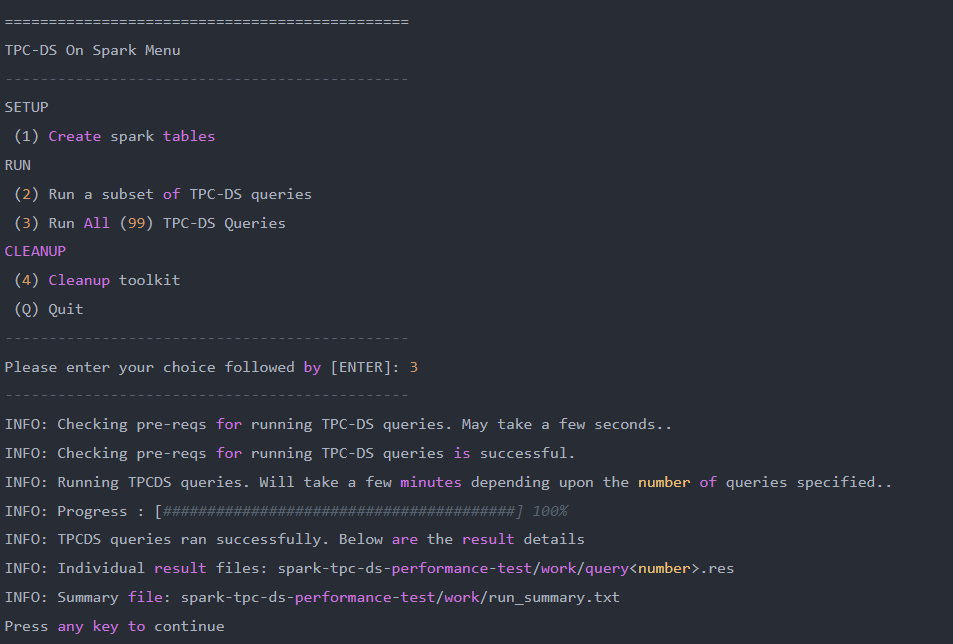 ==============================================
TPC-DS On Spark Menu
----------------------------------------------
SETUP
 (1) Create spark tables
RUN
 (2) Run a subset of TPC-DS queries
 (3) Run All (99) TPC-DS Queries
CLEANUP
 (4) Cleanup toolkit
 (Q) Quit
----------------------------------------------
Please enter your choice followed by [ENTER]: 3
----------------------------------------------
INFO: Checking pre-reqs for running TPC-DS queries. May take a few seconds..
INFO: Checking pre-reqs for running TPC-DS queries is successful.
INFO: Running TPCDS queries. Will take a few minutes depending upon the number of queries specified..
INFO: Progress : [########################################] 100%
INFO: TPCDS queries ran successfully. Below are the result details
INFO: Individual result files: spark-tpc-ds-performance-test/work/query<number>.res
INFO: Summary file: spark-tpc-ds-performance-test/work/run_summary.txt
Press any key to continue